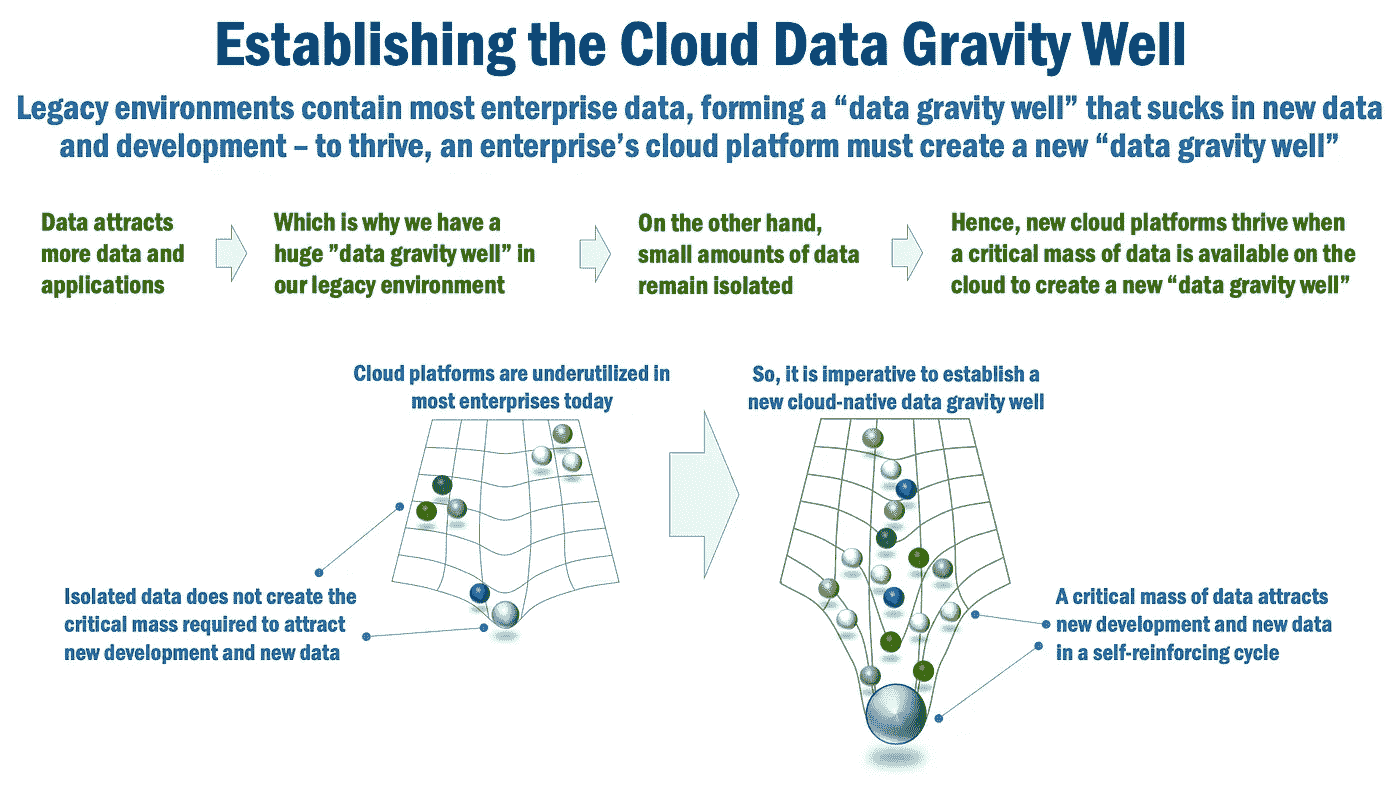 Establishing the Cloud Data Gravity Well
Legacy environments contain most enterprise data, forming a “data gravity well” that sucks in new data
and development – to thrive, an enterprise’s cloud platform must create a new “data gravity well”
Data attracts
more data and
applications
Which is why we have a
huge ”data gravity well” in
our legacy environment
On the other hand,
small amounts of data
remain isolated
Hence, new cloud platforms thrive when
a critical mass of data is available on the
cloud to create a new “data gravity well”
Cloud platforms are underutilized in
most enterprises today
So, it is imperative to establish a
new cloud-native data gravity well
Isolated data does not create the
critical mass required to attract
new development and new data
A critical mass of data attracts
new development and new data
in a self-reinforcing cycle